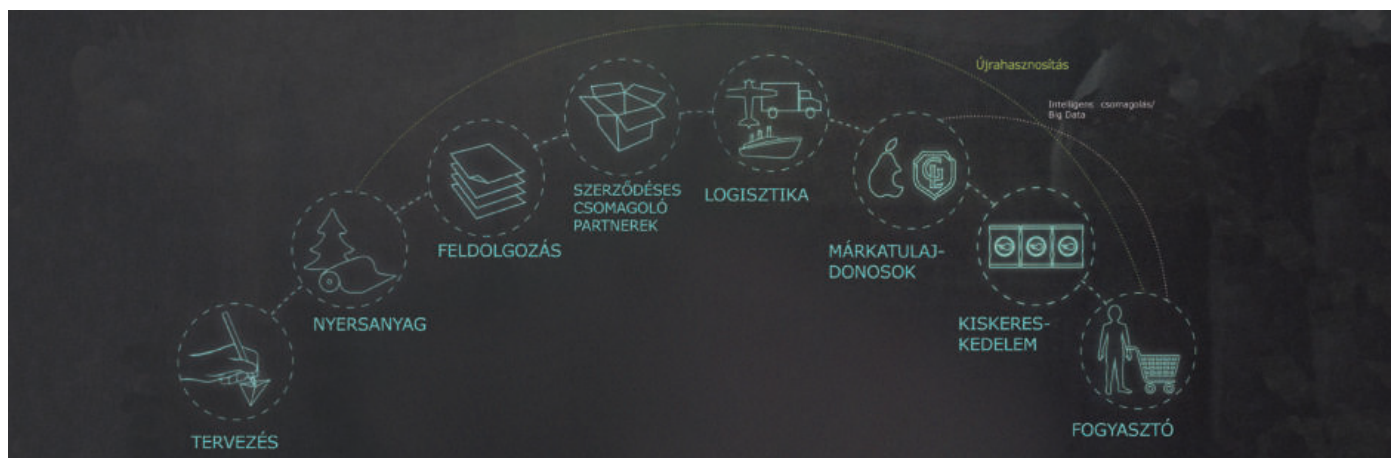 Újrahasznosítás
Intelligens csomagolás/
Big Data
SZERZŐDÉSES
CSOMAGOLÓ
PARTNEREK
LOGISZTIKA
FELDOLGOZÁS
MÁRKATULAJ-
DONOSOK
NYERSANYAG
KISKERES-
KEDELEM
TERVEZÉS
FOGYASZTÓ